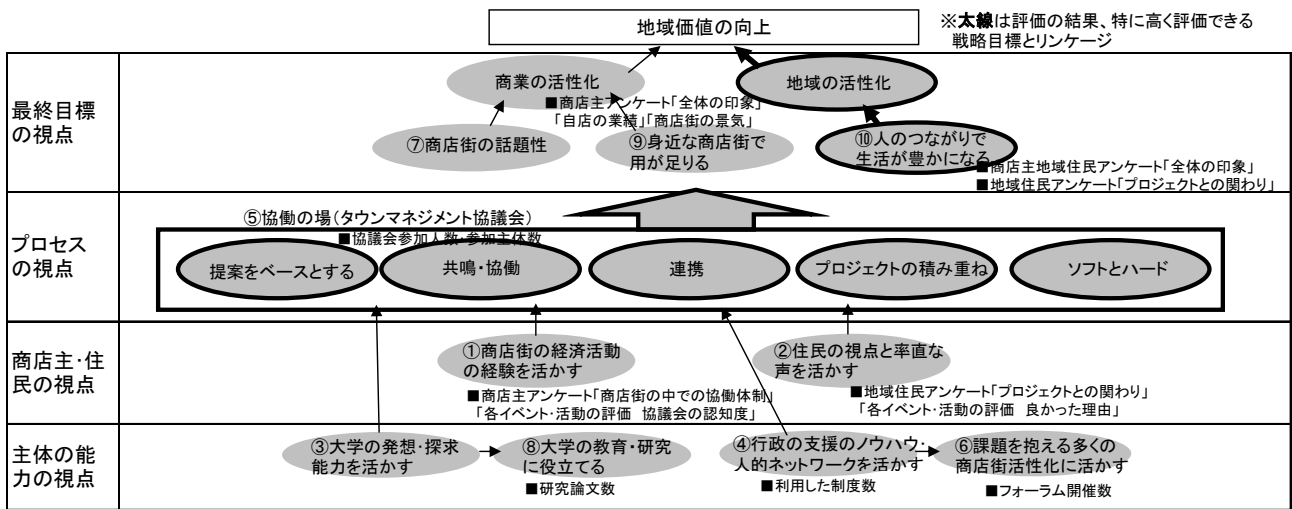 地域価値の向上
※太線は評価の結果、特に高く評価できる
戦略目標とリンケージ
最終目標
の視点
商業の活性化
地域の活性化
■商店主アンケート「全体の印象」
「自店の業績」「商店街の景気」
⑦商店街の話題性
⑨身近な商店街で
用が足りる
⑩人のつながりで
生活が豊かになる
■商店主地域住民アンケート「全体の印象」
■地域住民アンケート「プロジェクトとの関わり」
プロセス
の視点
⑤協働の場（タウンマネジメント協議会）
■協議会参加人数・参加主体数
提案をベースとする
共鳴・協働
連携
プロジェクトの積み重ね
ソフトとハード
商店主・住
民の視点
①商店街の経済活動
の経験を活かす
②住民の視点と率直な
声を活かす
■商店主アンケート「商店街の中での協働体制」
「各イベント・活動の評価 協議会の認知度」
■地域住民アンケート「プロジェクトとの関わり」
「各イベント・活動の評価 良かった理由」
主体の能
力の視点
③大学の発想・探求
能力を活かす
⑧大学の教育・研究
に役立てる
■研究論文数
④行政の支援のノウハウ・
人的ネットワークを活かす
■利用した制度数
⑥課題を抱える多くの
商店街活性化に活かす
■フォーラム開催数